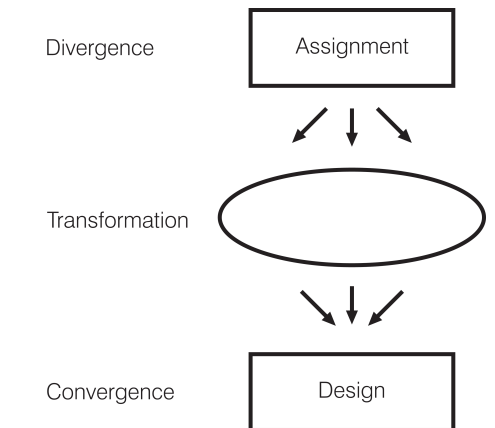 Divergence
Assignment
Transformation
Convergence
Design